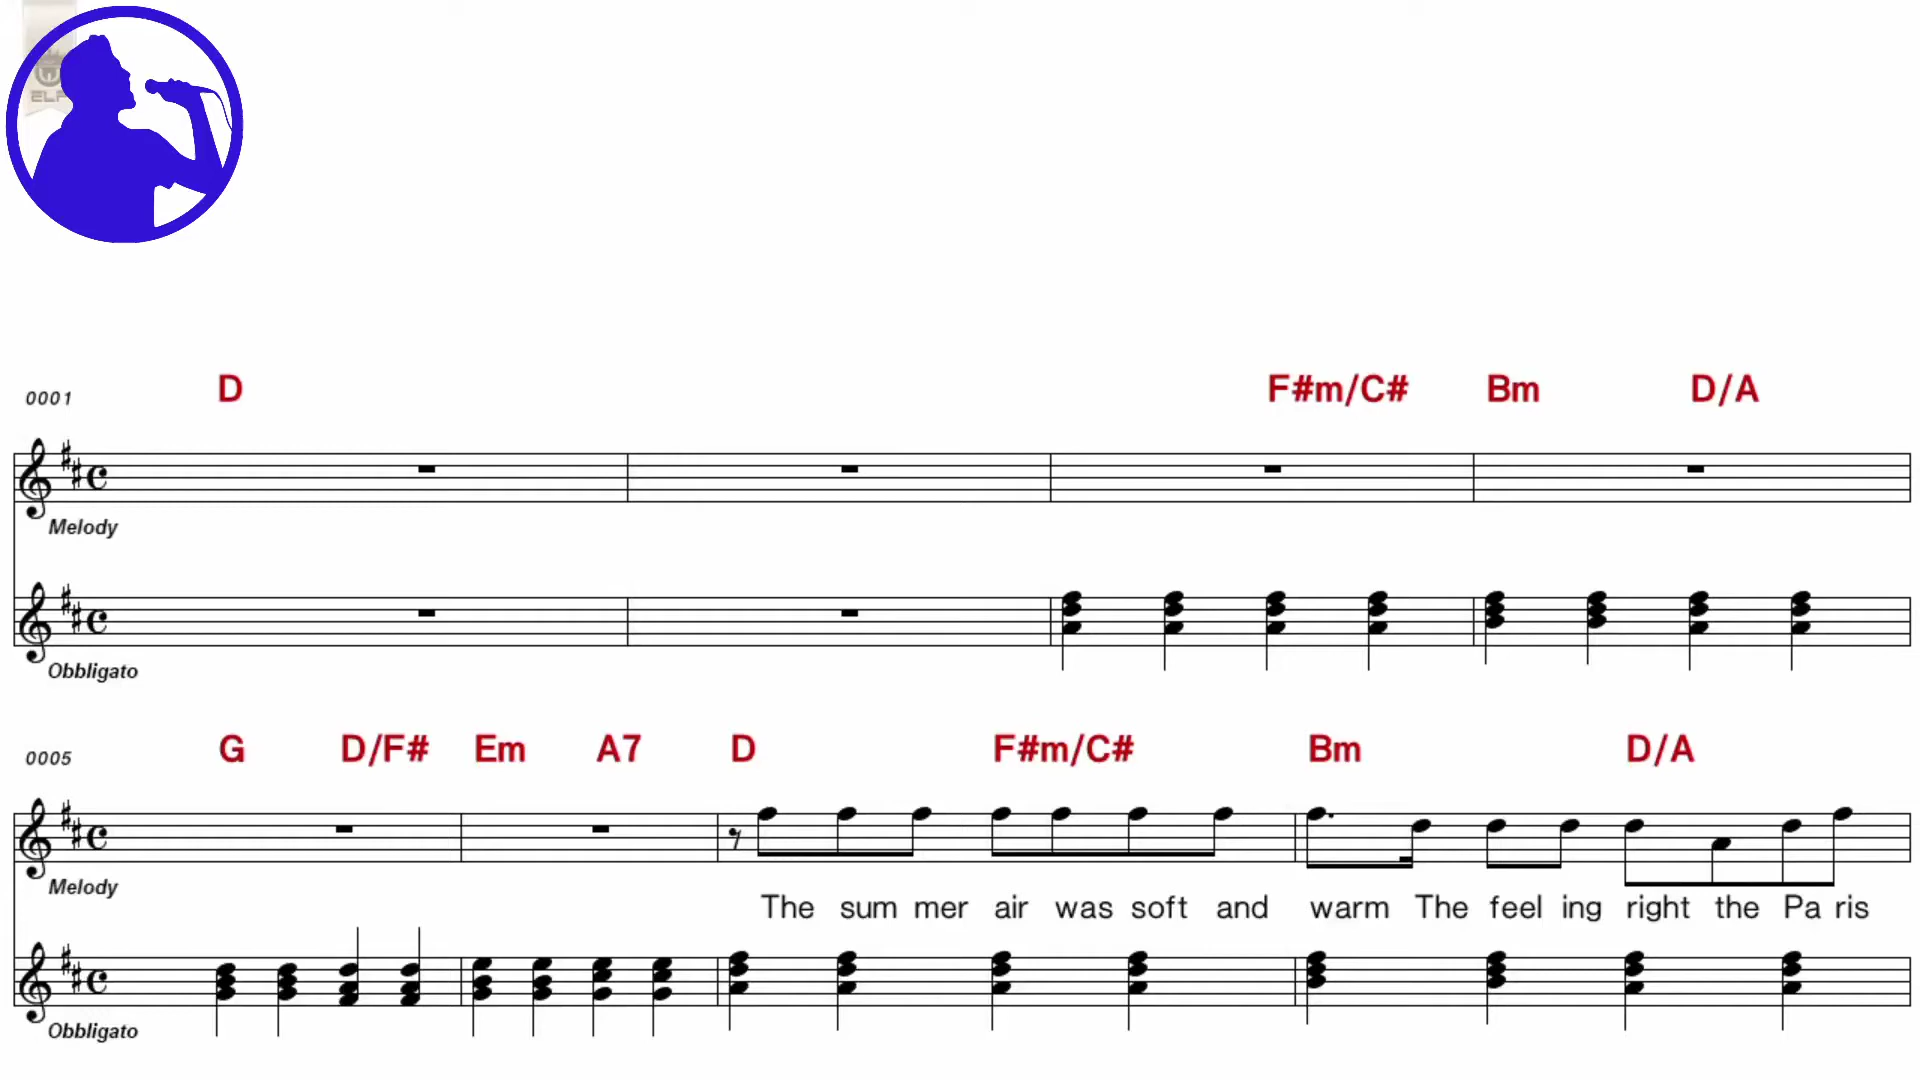 ELF
0001 D F#m/C# Bm D/A
Melody
Obbligato
0005 G D/F# Em A7 D F#m/C# Bm D/A
Melody
The sum mer air was soft and warm The feel ing right the Pa ris
Obbligato